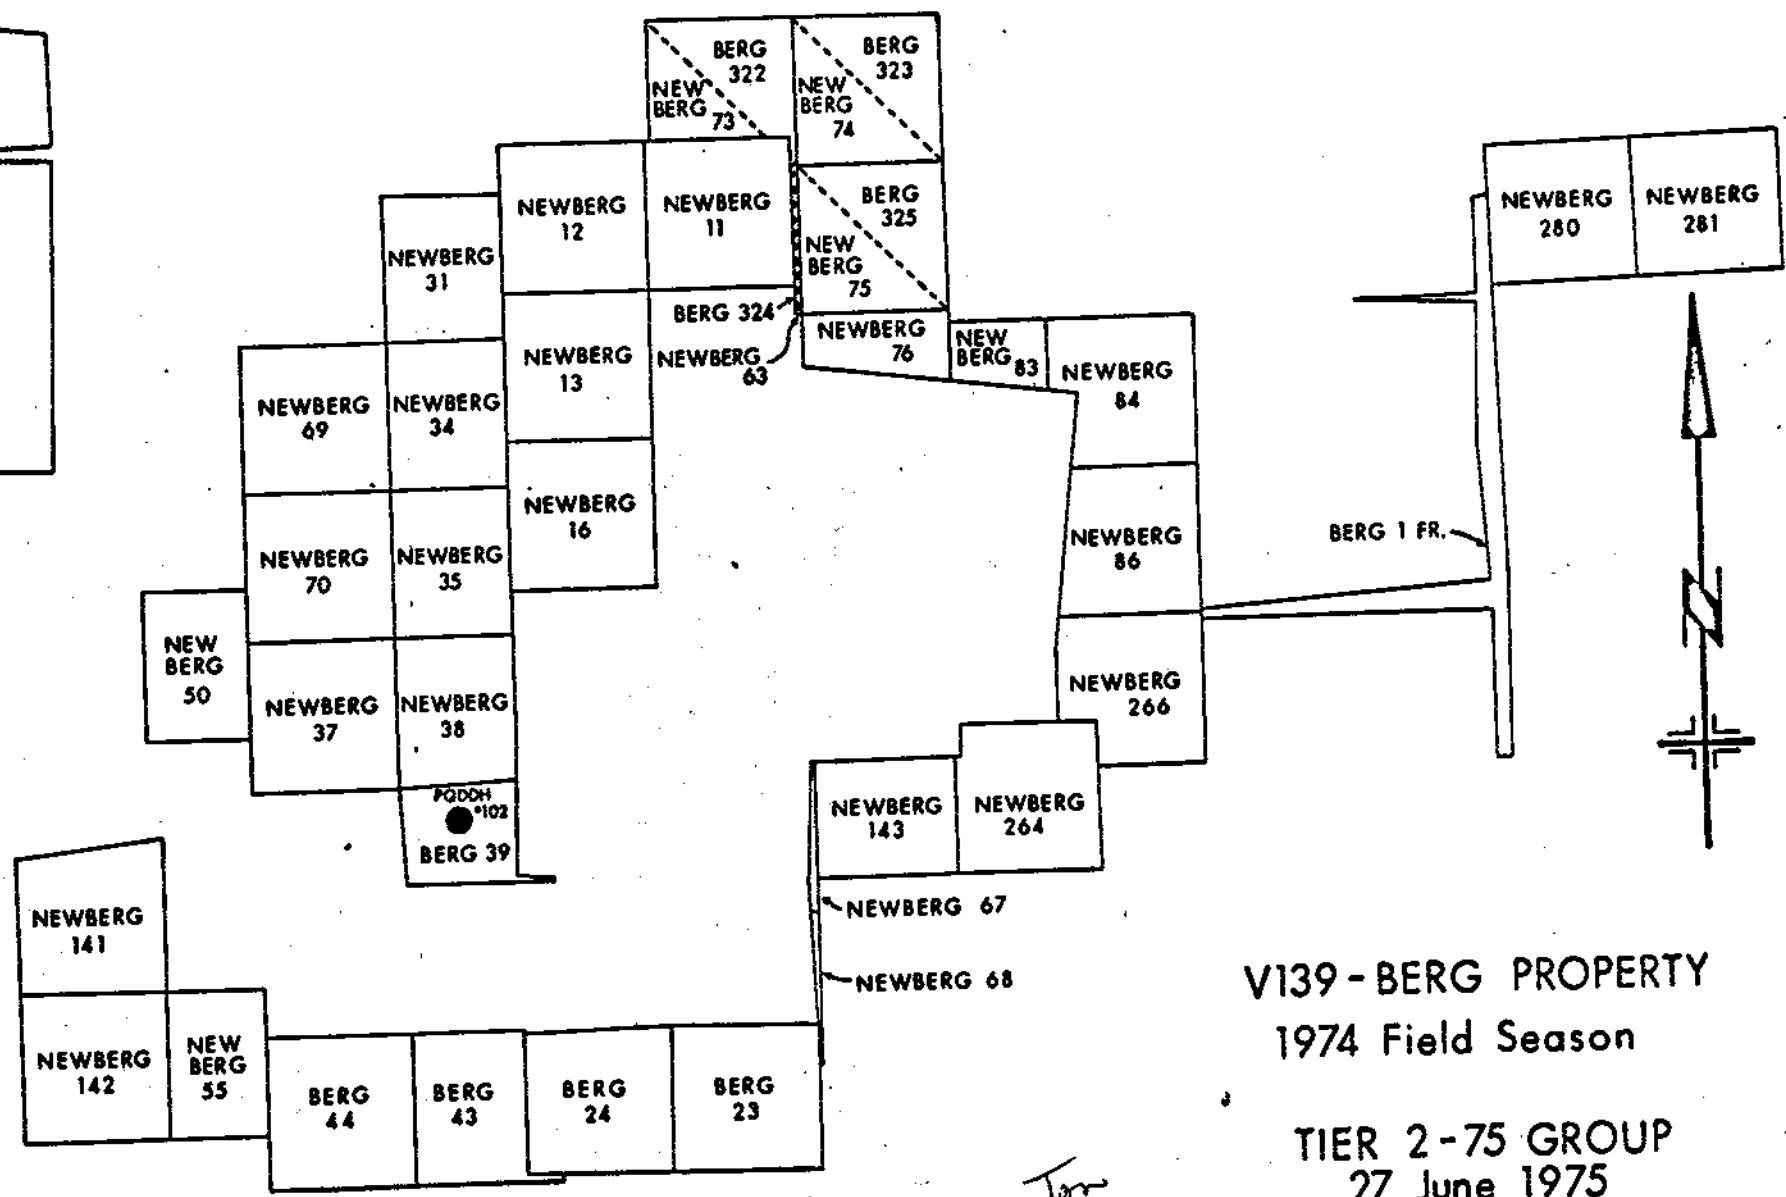 BERG
322
NEW
BERG
73
BERG
323
NEW
BERG
74
NEWBERG
12
NEWBERG
11
BERG
325
NEW
BERG
75
NEWBERG
280
NEWBERG
281
NEWBERG
31
BERG 324
NEWBERG
63
NEWBERG
76
NEW
BERG 83
NEWBERG
84
NEWBERG
13
NEWBERG
69
NEWBERG
34
NEWBERG
16
NEWBERG
70
NEWBERG
35
NEWBERG
86
BERG 1 FR.
N
NEW
BERG
50
NEWBERG
37
NEWBERG
38
NEWBERG
266
PQDDH
#102
BERG 39
NEWBERG
143
NEWBERG
264
NEWBERG
141
NEWBERG 67
NEWBERG 68
NEWBERG
142
NEW
BERG
55
BERG
44
BERG
43
BERG
24
BERG
23
V139 - BERG PROPERTY
1974 Field Season
TIER 2 - 75 GROUP
27 June 1975